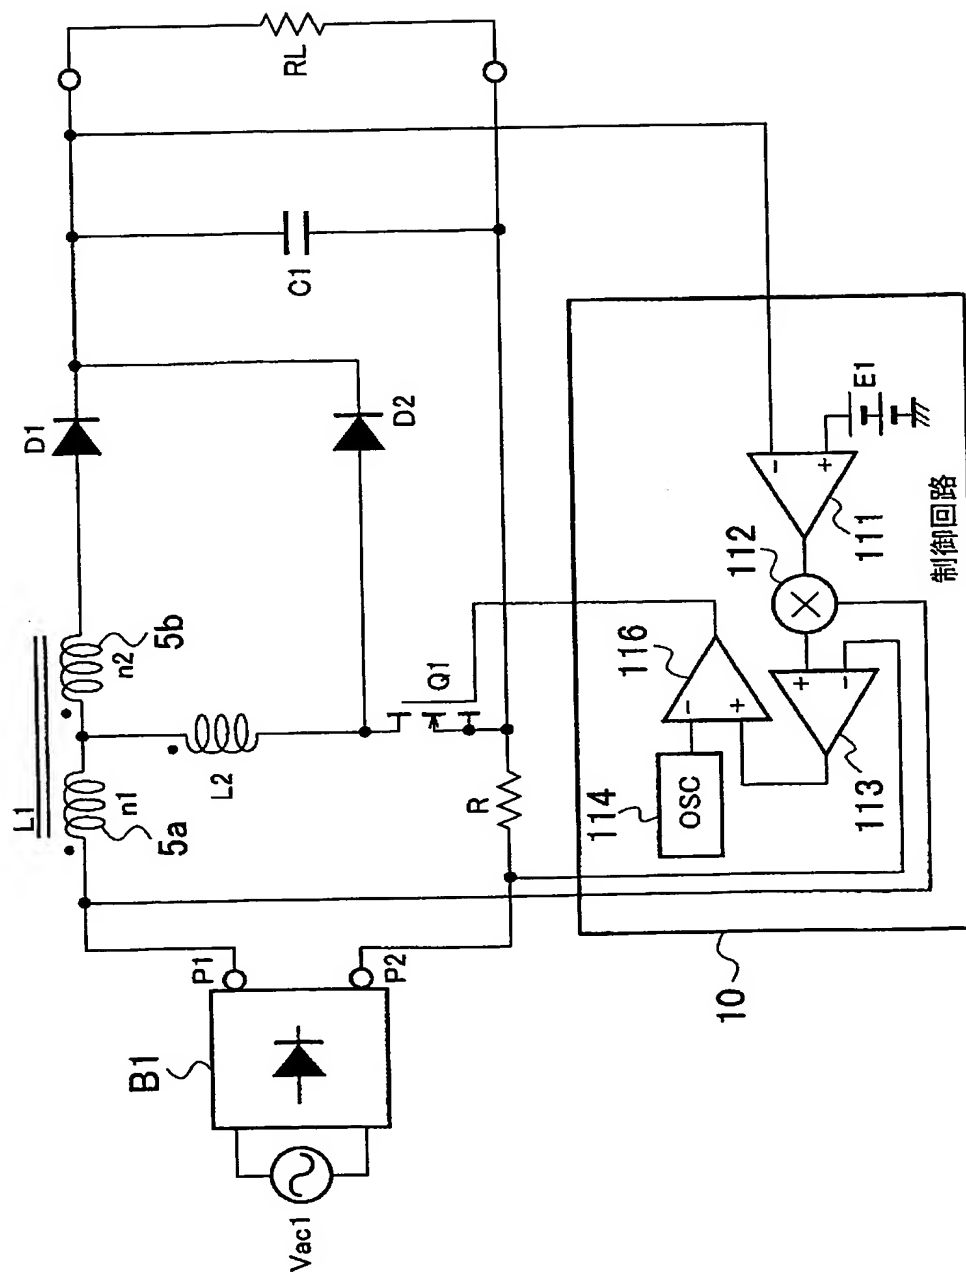 L1
5a
n1
n2
5b
D1
D2
L2
Q1
R
C1
RL
Vac1
B1
P1
P2
10
114
OSC
116
-
+
113
+
-
112
111
-
+
E1
制御回路